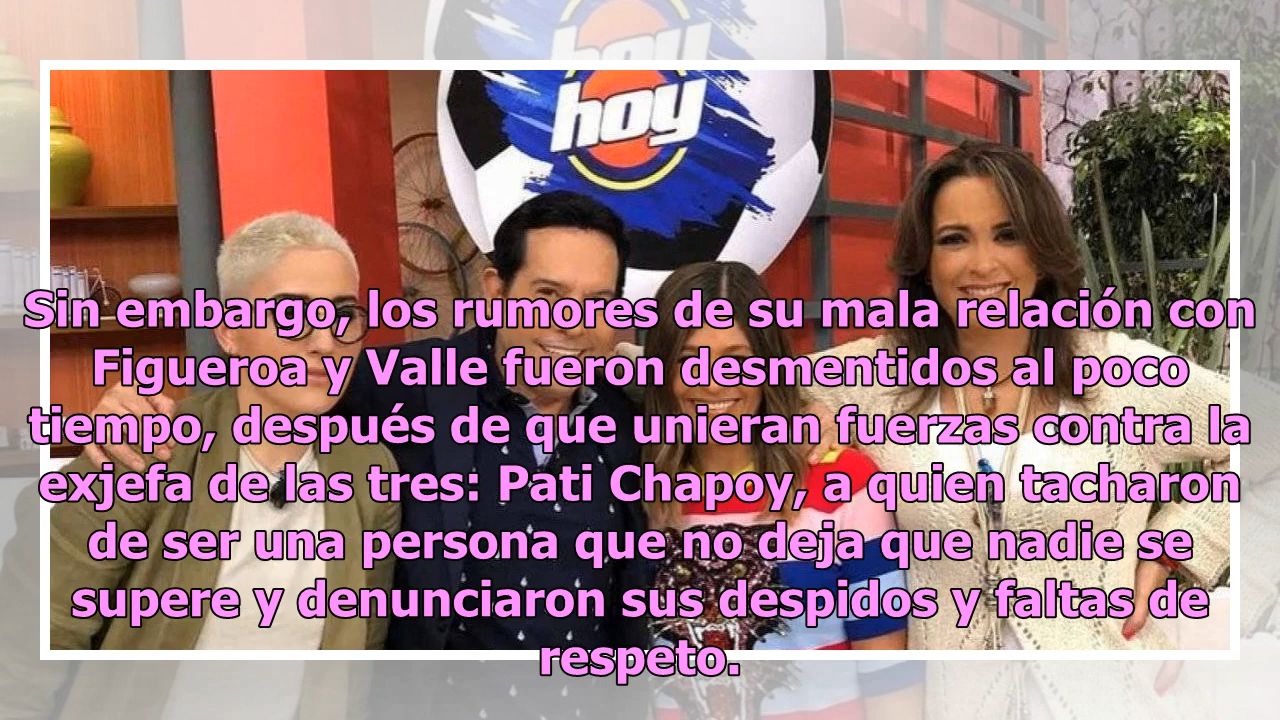 hoy
hoy
Sin embargo, los rumores de su mala relación con
Figueroa y Valle fueron desmentidos al poco
tiempo, después de que unieran fuerzas contra la
exjefa de las tres: Pati Chapoy, a quien tacharon
de ser una persona que no deja que nadie se
supere y denunciaron sus despidos y faltas de
respeto.